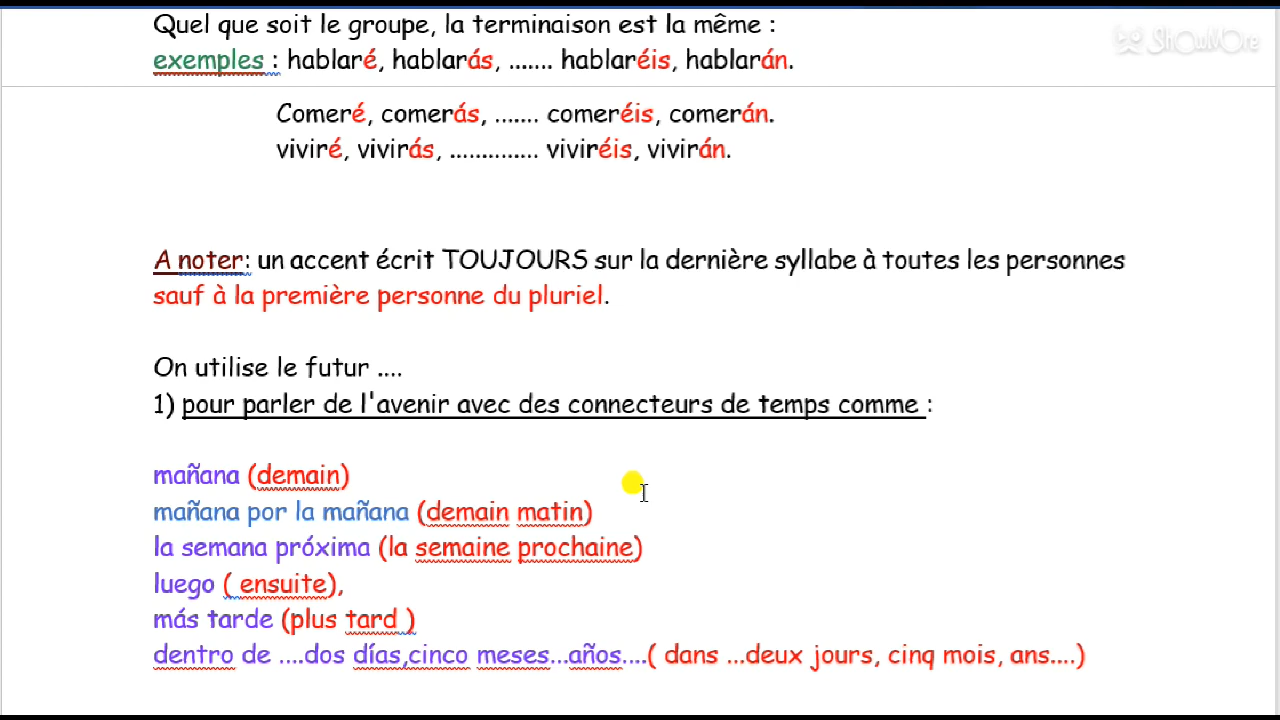 Quel que soit le groupe, la terminaison est la même :
ShowMore
exemples : hablaré, hablarás, ....... hablaréis, hablarán.
Comeré, comerás, ....... comeréis, comerán.
viviré, vivirás, .............. viviréis, vivirán.
A noter: un accent écrit TOUJOURS sur la dernière syllabe à toutes les personnes
sauf à la première personne du pluriel.
On utilise le futur ....
1) pour parler de l'avenir avec des connecteurs de temps comme :
mañana (demain)
mañana por la mañana (demain matin)
la semana próxima (la semaine prochaine)
luego ( ensuite),
más tarde (plus tard )
dentro de ....dos días,cinco meses...años....( dans ...deux jours, cinq mois, ans....)